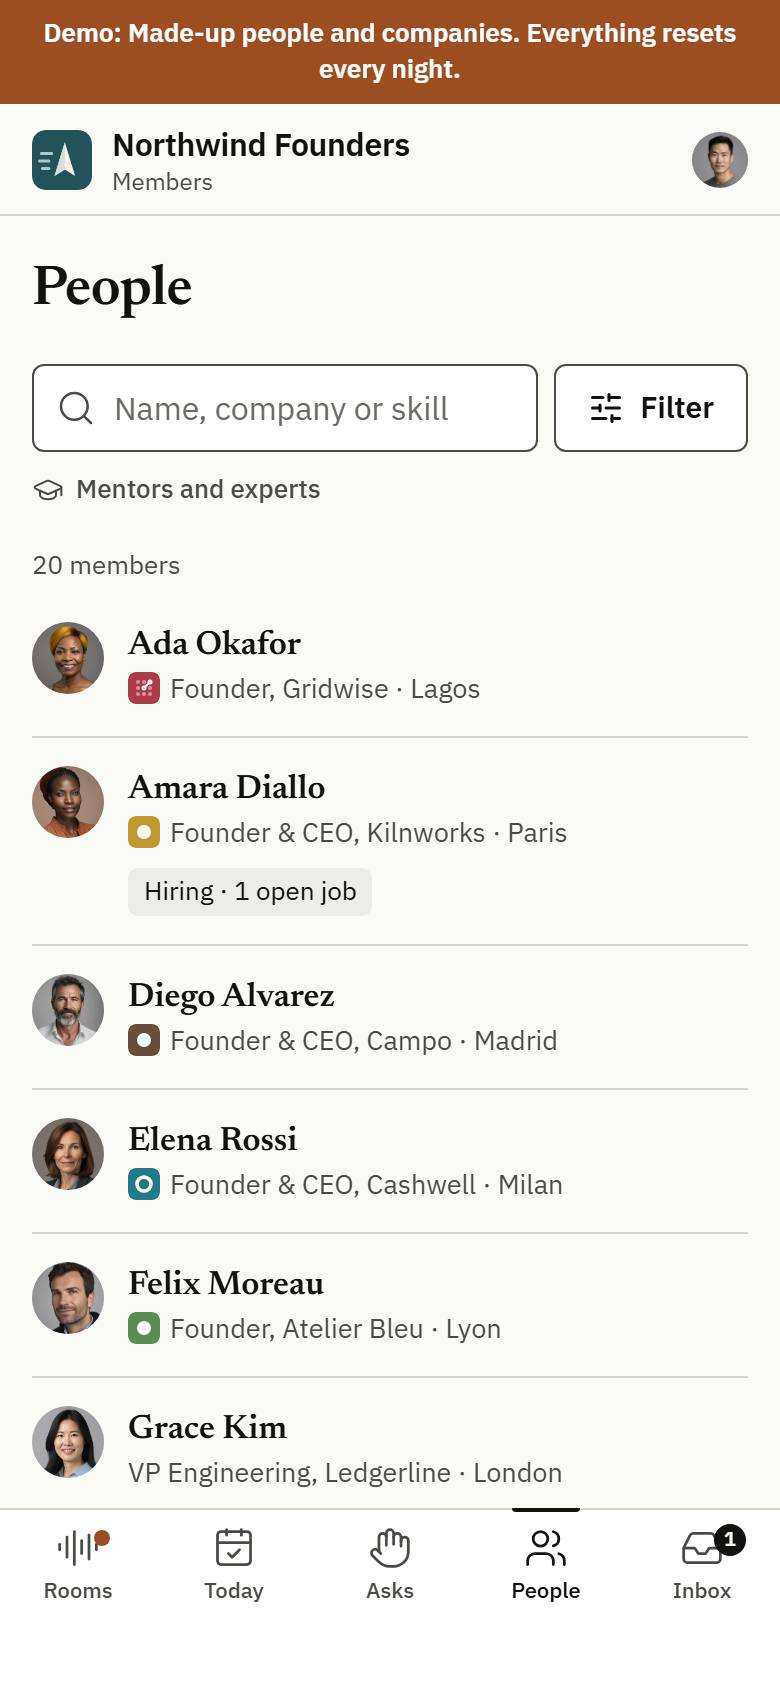 Demo: Made-up people and companies. Everything resets
every night.
Northwind Founders
Members
People
Name, company or skill
Filter
Mentors and experts
20 members
Ada Okafor
Founder, Gridwise · Lagos
Amara Diallo
Founder & CEO, Kilnworks · Paris
Hiring · 1 open job
Diego Alvarez
Founder & CEO, Campo · Madrid
Elena Rossi
Founder & CEO, Cashwell · Milan
Felix Moreau
Founder, Atelier Bleu · Lyon
Grace Kim
VP Engineering, Ledgerline · London
1
Rooms
Today
Asks
People
Inbox